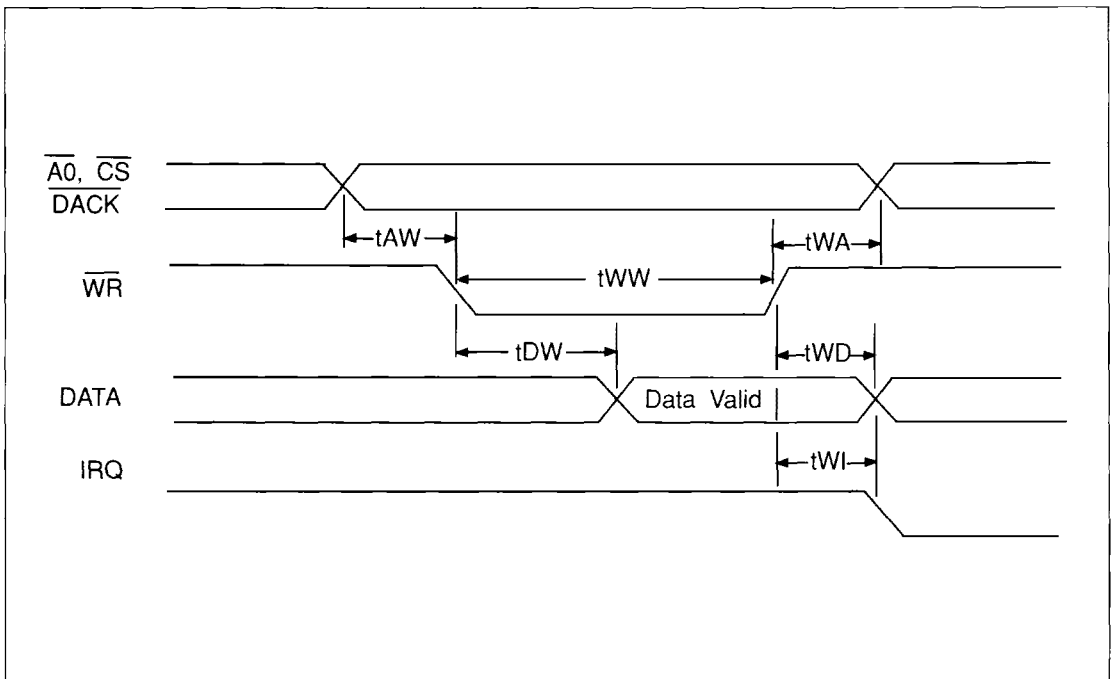 A0, CS
DACK
tAW
tWA
WR
tWW
tDW
tWD
DATA
Data Valid
IRQ
tWI